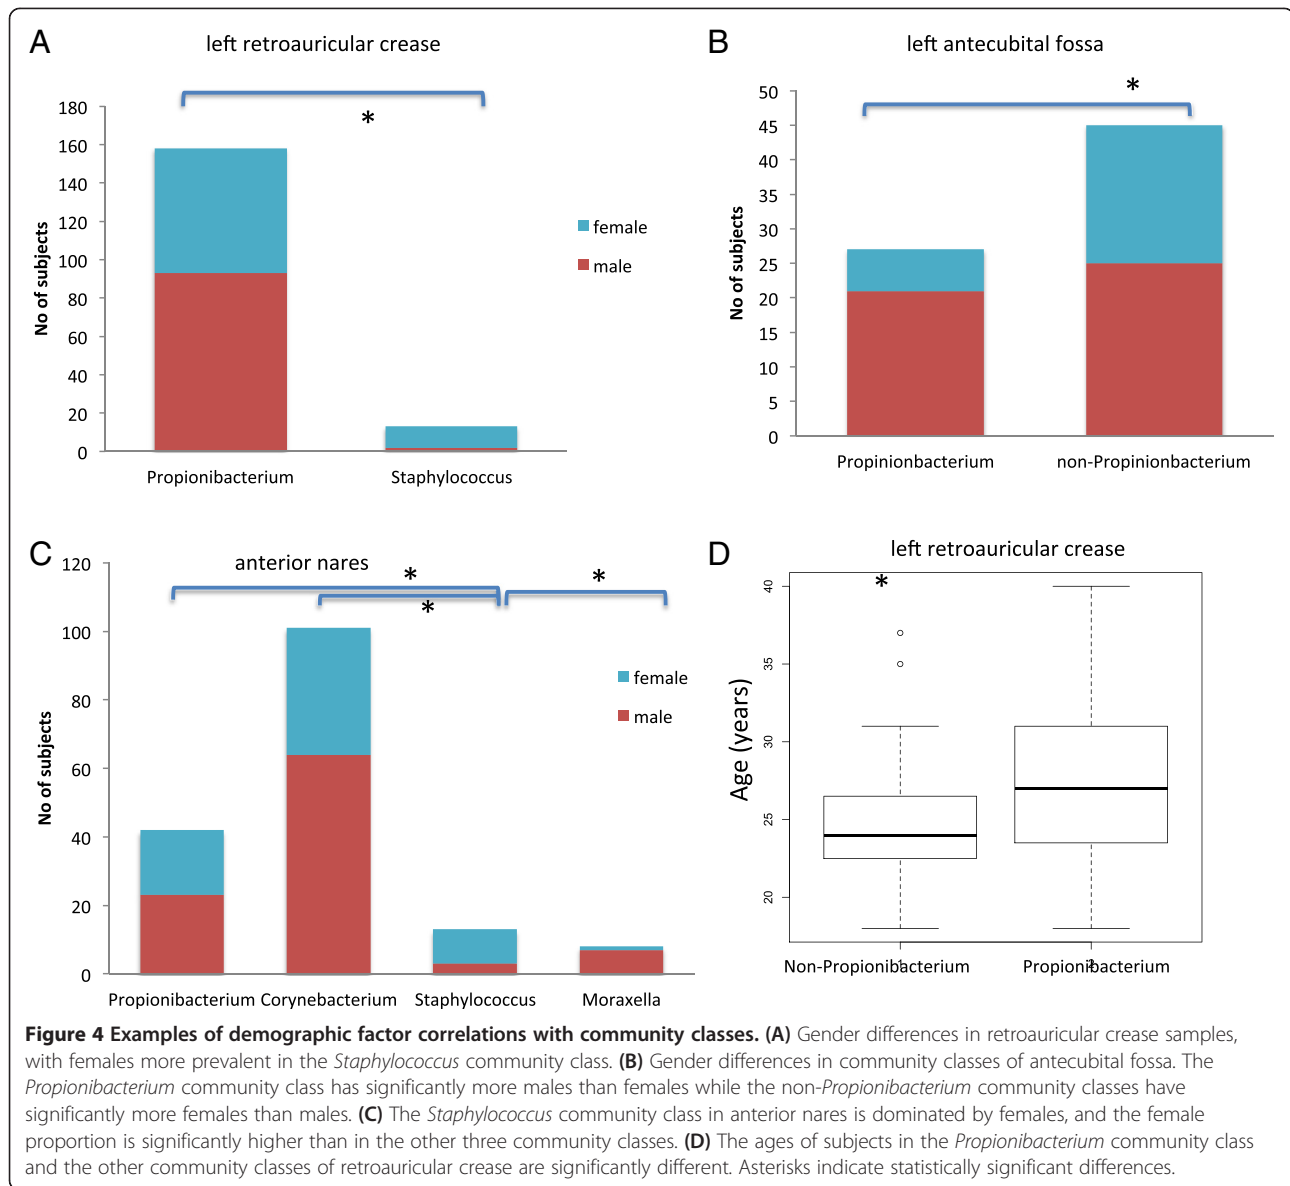 A
left retroauricular crease
*
180
160
140
120
100
80
60
40
20
0
No of subjects
Propionibacterium Staphylococcus
female
male
B
left antecubital fossa
*
50
45
40
35
30
25
20
15
10
5
0
No of subjects
Propinionbacterium non-Propinionbacterium
C
anterior nares
*
*
*
120
100
80
60
40
20
0
No of subjects
Propionibacterium Corynebacterium Staphylococcus Moraxella
female
male
D
left retroauricular crease
*
40
35
30
25
20
Age (years)
Non-Propionibacterium Propionibacterium
Figure 4 Examples of demographic factor correlations with community classes. (A) Gender differences in retroauricular crease samples,
with females more prevalent in the Staphylococcus community class. (B) Gender differences in community classes of antecubital fossa. The
Propionibacterium community class has significantly more males than females while the non-Propionibacterium community classes have
significantly more females than males. (C) The Staphylococcus community class in anterior nares is dominated by females, and the female
proportion is significantly higher than in the other three community classes. (D) The ages of subjects in the Propionibacterium community class
and the other community classes of retroauricular crease are significantly different. Asterisks indicate statistically significant differences.